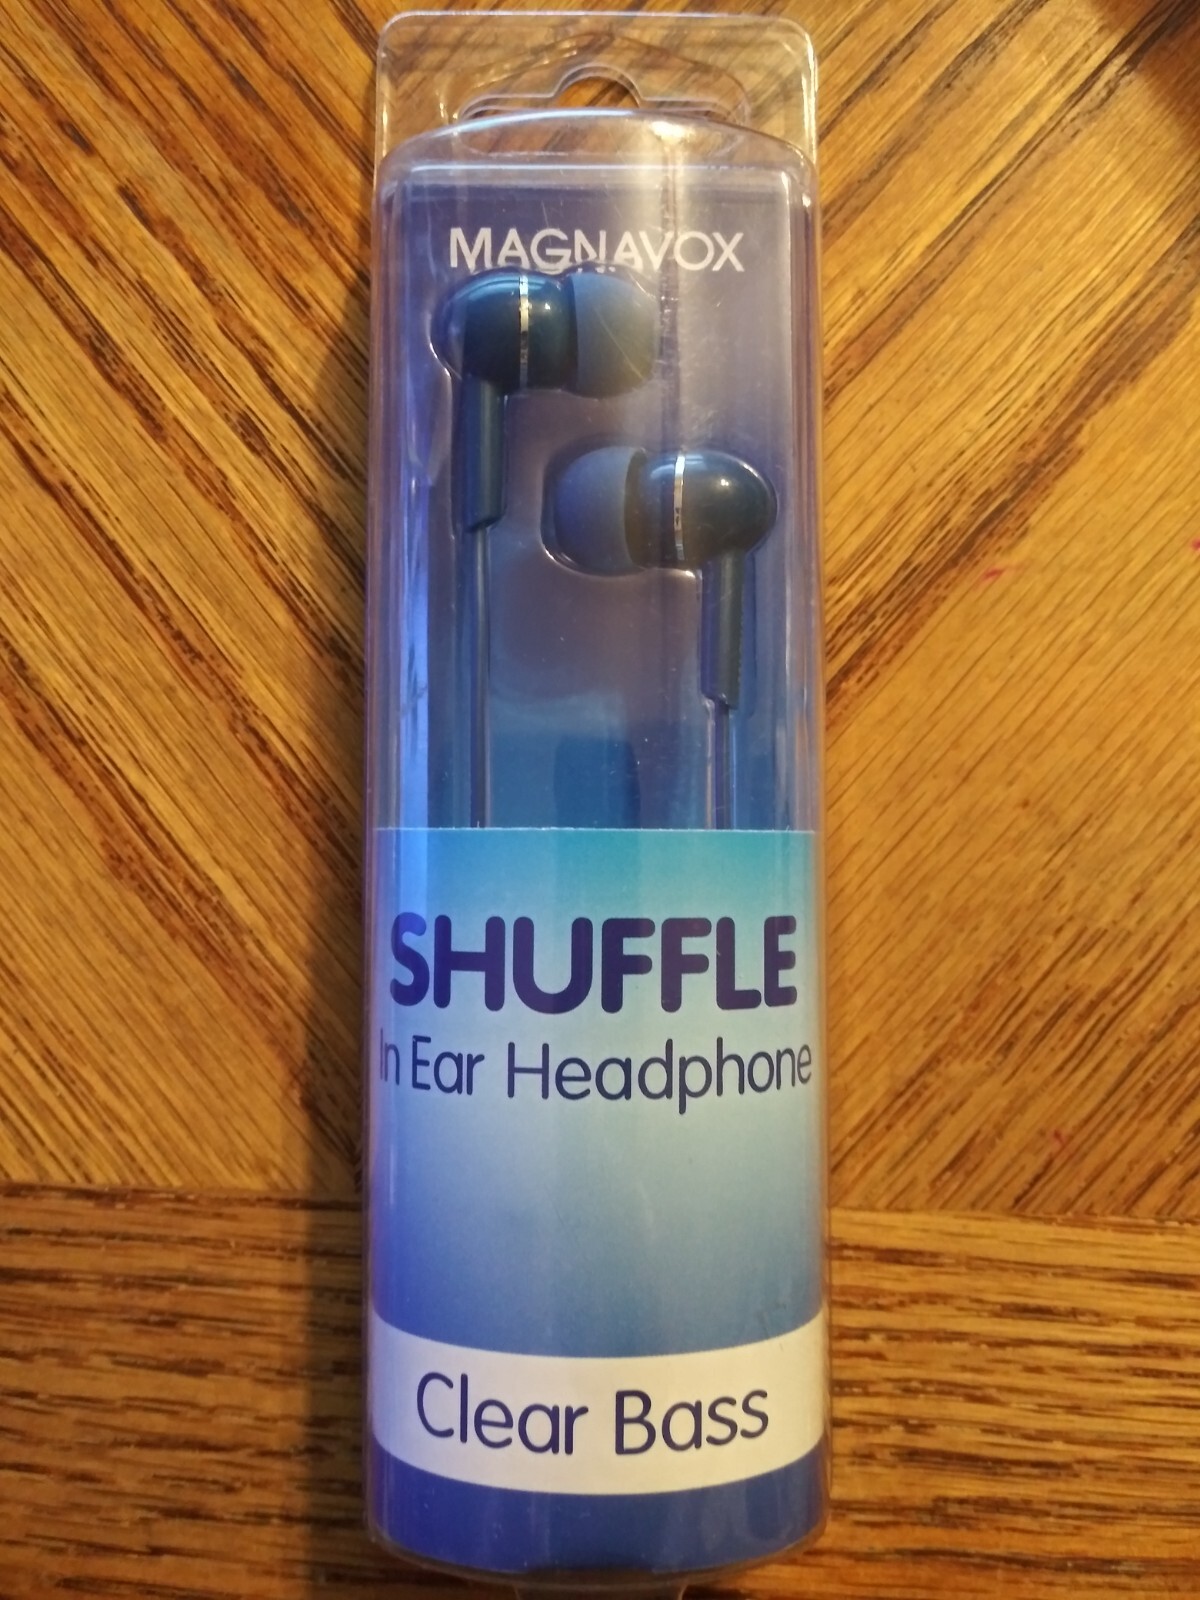 MAGNAVOX
SHUFFLE
In Ear Headphone
Clear Bass